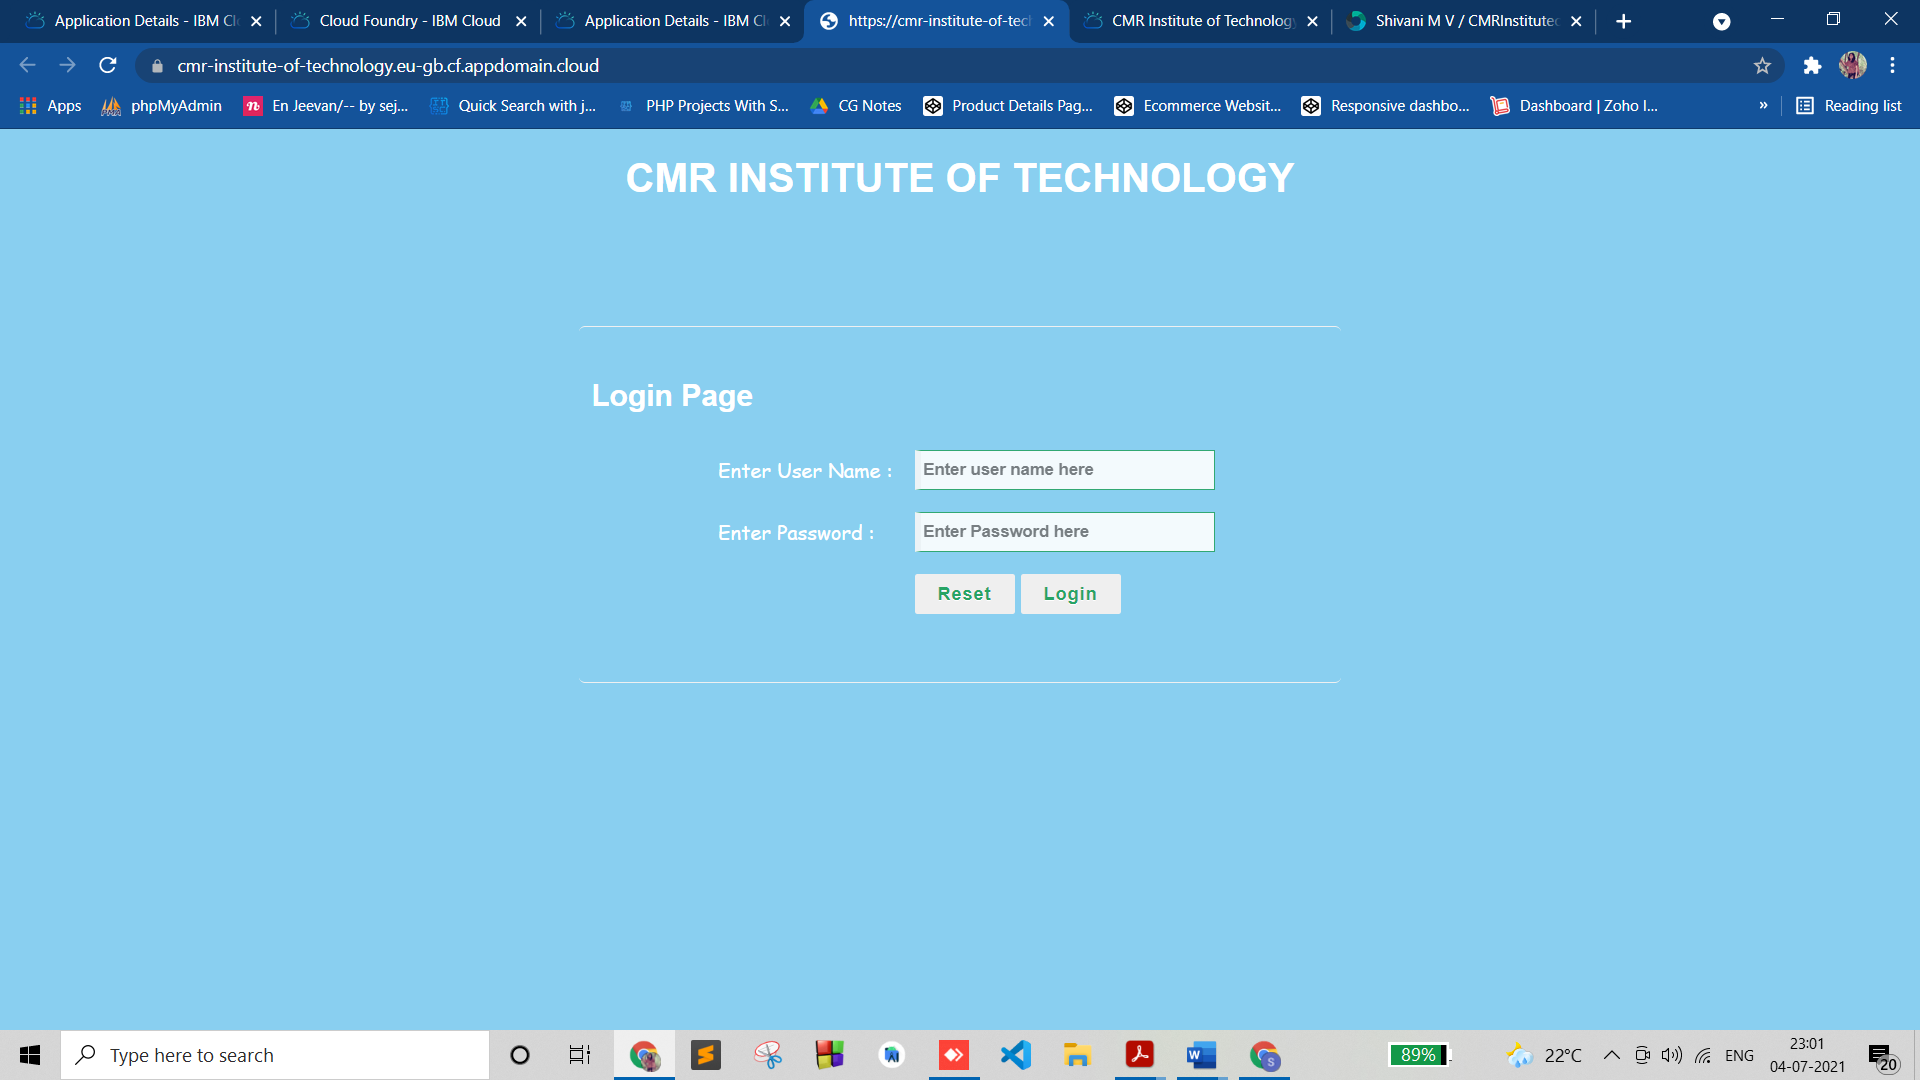 Application Details - IBM Cl
Cloud Foundry - IBM Cloud
Application Details - IBM Cl
https://cmr-institute-of-tec
CMR Institute of Technology
Shivani M V / CMRInstitute
cmr-institute-of-technology.eu-gb.cf.appdomain.cloud
Apps
phpMyAdmin
En Jeevan/-- by sej...
Quick Search with j...
PHP Projects With S...
CG Notes
Product Details Pag...
Ecommerce Websit...
Responsive dashbo...
Dashboard | Zoho I...
»
Reading list
CMR INSTITUTE OF TECHNOLOGY
Login Page
Enter User Name :
Enter user name here
Enter Password :
Enter Password here
Reset
Login
Type here to search
89%
22°C
ENG
23:01
04-07-2021
20